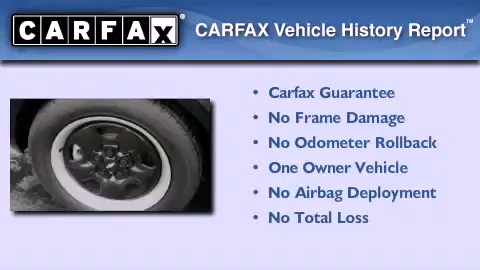 CARFAX® CARFAX Vehicle History Report™
• Carfax Guarantee
• No Frame Damage
• No Odometer Rollback
• One Owner Vehicle
• No Airbag Deployment
• No Total Loss